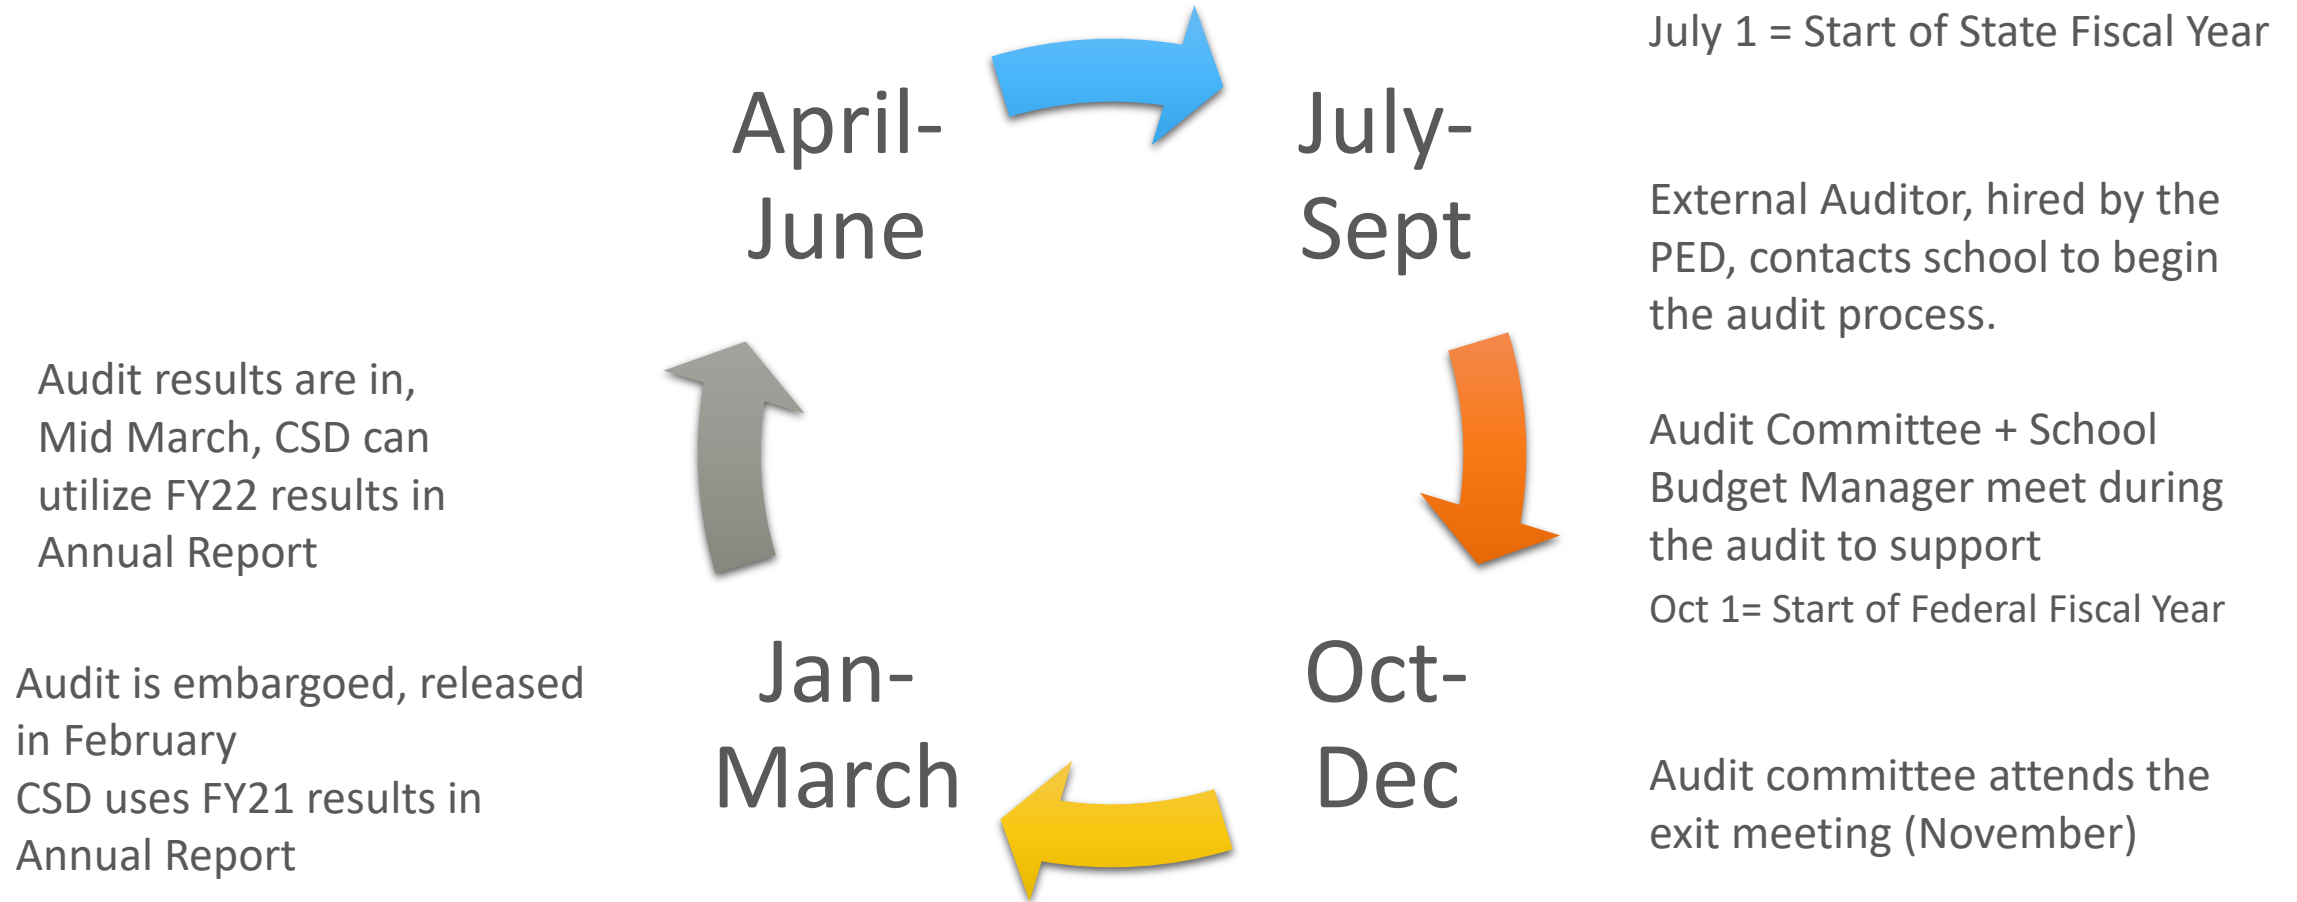 July 1 = Start of State Fiscal Year
April-
June
July-
Sept
External Auditor, hired by the
PED, contacts school to begin
the audit process.
Audit Committee + School
Budget Manager meet during
the audit to support
Oct 1= Start of Federal Fiscal Year
Oct-
Dec
Audit committee attends the
exit meeting (November)
Jan-
March
Audit is embargoed, released
in February
CSD uses FY21 results in
Annual Report
Audit results are in,
Mid March, CSD can
utilize FY22 results in
Annual Report